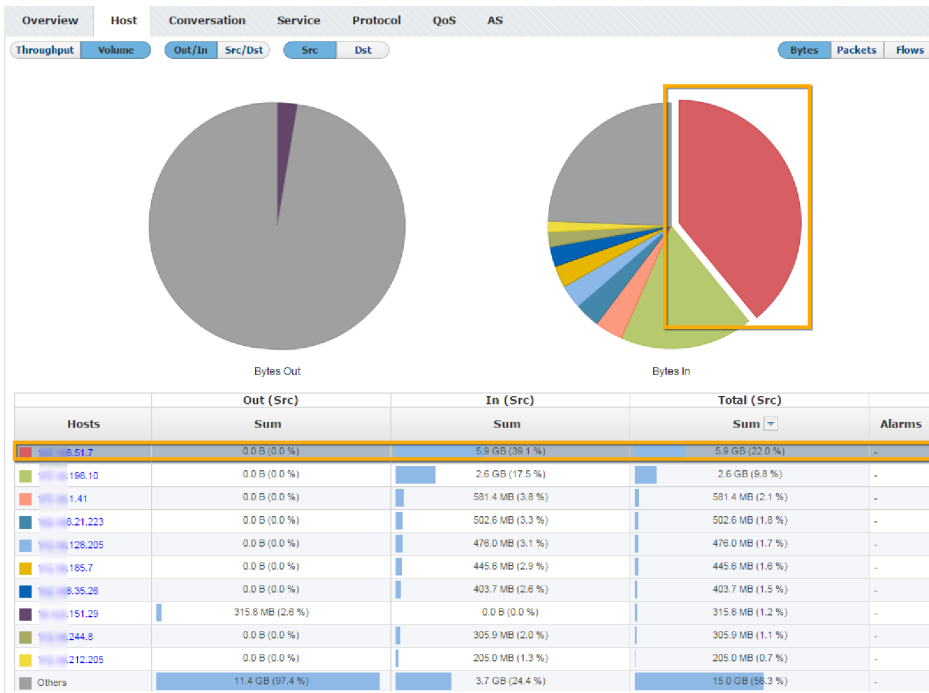 Overview Host Conversation Service Protocol QoS AS
Throughput Volume Out/In Src/Dst Src Dst Bytes Packets Flows
Bytes Out Bytes In
Out (Src) In (Src) Total (Src)
Hosts Sum Sum Sum Alarms
8.51.7 0.0 B (0.0 %) 5.9 GB (39.1 %) 5.9 GB (22.0 %) -
.196.10 0.0 B (0.0 %) 2.6 GB (17.5 %) 2.6 GB (9.8 %) -
.1.41 0.0 B (0.0 %) 581.4 MB (3.8 %) 581.4 MB (2.1 %) -
8.21.223 0.0 B (0.0 %) 502.6 MB (3.3 %) 502.6 MB (1.8 %) -
.128.205 0.0 B (0.0 %) 476.0 MB (3.1 %) 476.0 MB (1.7 %) -
.185.7 0.0 B (0.0 %) 445.6 MB (2.9 %) 445.6 MB (1.6 %) -
8.35.26 0.0 B (0.0 %) 403.7 MB (2.6 %) 403.7 MB (1.5 %) -
.151.29 315.8 MB (2.6 %) 0.0 B (0.0 %) 315.8 MB (1.2 %) -
.244.8 0.0 B (0.0 %) 305.9 MB (2.0 %) 305.9 MB (1.1 %) -
.212.205 0.0 B (0.0 %) 205.0 MB (1.3 %) 205.0 MB (0.7 %) -
Others 11.4 GB (97.4 %) 3.7 GB (24.4 %) 15.0 GB (56.3 %) -